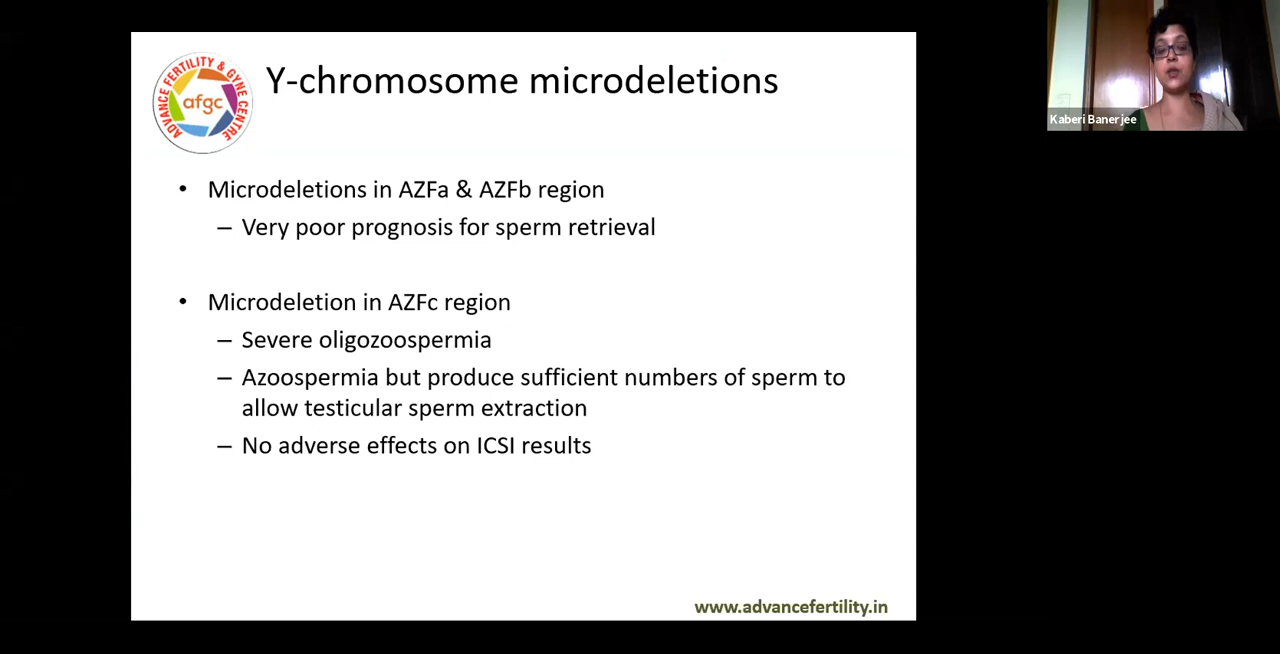 ADVANCE FERTILITY & GYNE CENTRE
afgc
Y-chromosome microdeletions
Kaberi Banerjee
• Microdeletions in AZFa & AZFb region
– Very poor prognosis for sperm retrieval
• Microdeletion in AZFc region
– Severe oligozoospermia
– Azoospermia but produce sufficient numbers of sperm to
allow testicular sperm extraction
– No adverse effects on ICSI results
www.advancefertility.in